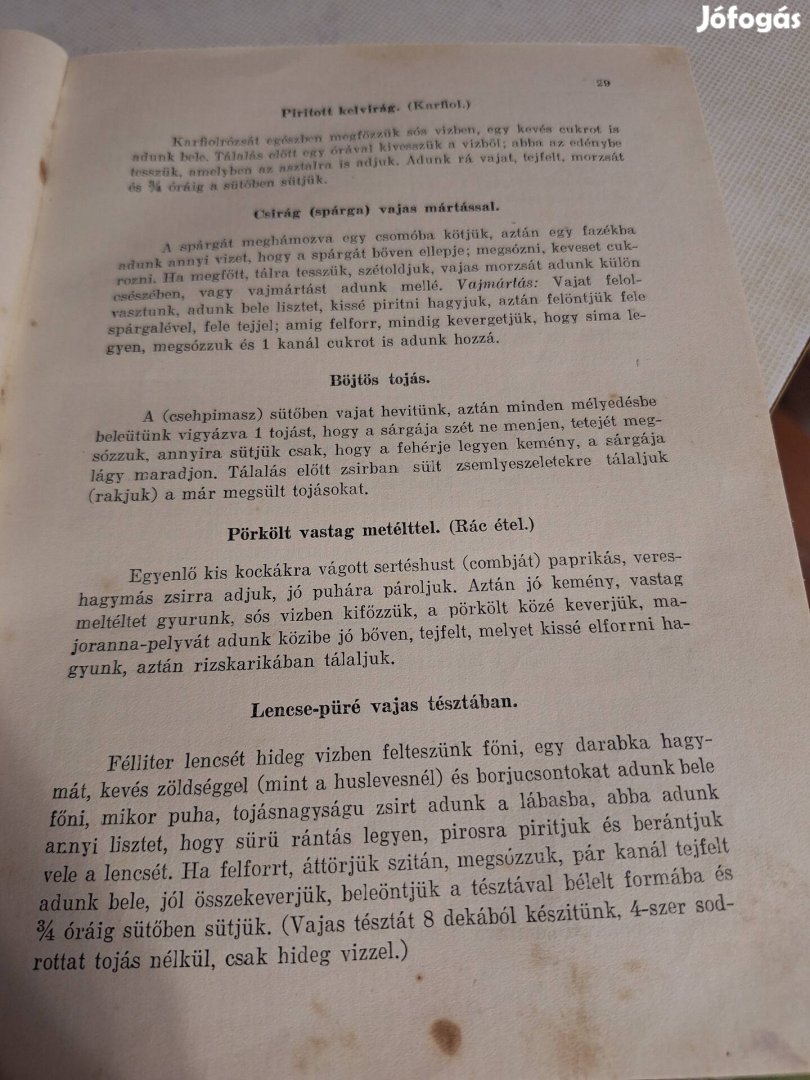 Jófogás
29
Piritott kelvirág. (Karfiol.)
Karfiolrózsát egészben megfőzzük sós vizben, egy kevés cukrot is
adunk bele. Tálalás előtt egy órával kivesszük a vizből; abba az edénybe
tesszük, amelyben az asztalra is adjuk. Adunk rá vajat, tejfelt, morzsát
és ¾ óráig a sütőben sütjük.
Csirág (spárga) vajas mártással.
A spárgát meghámozva egy csomóba kötjük, aztán egy fazékba
adunk annyi vizet, hogy a spárgát bőven ellepje; megsózni, keveset cuk-
rozni. Ha megfőtt, tálra tesszük, szétoldjuk, vajas morzsát adunk külön
csészében, vagy vajmártást adunk mellé. Vajmártás: Vajat felol-
vasztunk, adunk bele lisztet, kissé piritni hagyjuk, aztán felöntjük fele
spárgalével, fele tejjel; amig felforr, mindig kevergetjük, hogy sima le-
gyen, megsózzuk és 1 kanál cukrot is adunk hozzá.
Böjtös tojás.
A (csehpimasz) sütőben vajat hevitünk, aztán minden mélyedésbe
beleütünk vigyázva 1 tojást, hogy a sárgája szét ne menjen, tetejét meg-
sózzuk, annyira sütjük csak, hogy a fehérje legyen kemény, a sárgája
lágy maradjon. Tálalás előtt zsirban sült zsemlyeszeletekre tálaljuk
(rakjuk) a már megsült tojásokat.
Pörkölt vastag metélttel. (Rác étel.)
Egyenlő kis kockákra vágott sertéshust (combját) paprikás, veres-
hagymás zsirra adjuk, jó puhára pároljuk. Aztán jó kemény, vastag
meltéltet gyurunk, sós vizben kifőzzük, a pörkölt közé keverjük, ma-
joranna-pelyvát adunk közibe jó bőven, tejfelt, melyet kissé elforrni ha-
gyunk, aztán rizskarikában tálaljuk.
Lencse-püré vajas tésztában.
Félliter lencsét hideg vizben felteszünk főni, egy darabka hagy-
mát, kevés zöldséggel (mint a huslevesnél) és borjucsontokat adunk bele
főni, mikor puha, tojásnagyságu zsirt adunk a lábasba, abba adunk
annyi lisztet, hogy sürü rántás legyen, pirosra piritjuk és berántjuk
vele a lencsét. Ha felforrt, áttörjük szitán, megsózzuk, pár kanál tejfelt
adunk bele, jól összekeverjük, beleöntjük a tésztával bélelt formába és
¾ óráig sütőben sütjük. (Vajas tésztát 8 dekából készitünk, 4-szer sod-
rottat tojás nélkül, csak hideg vizzel.)